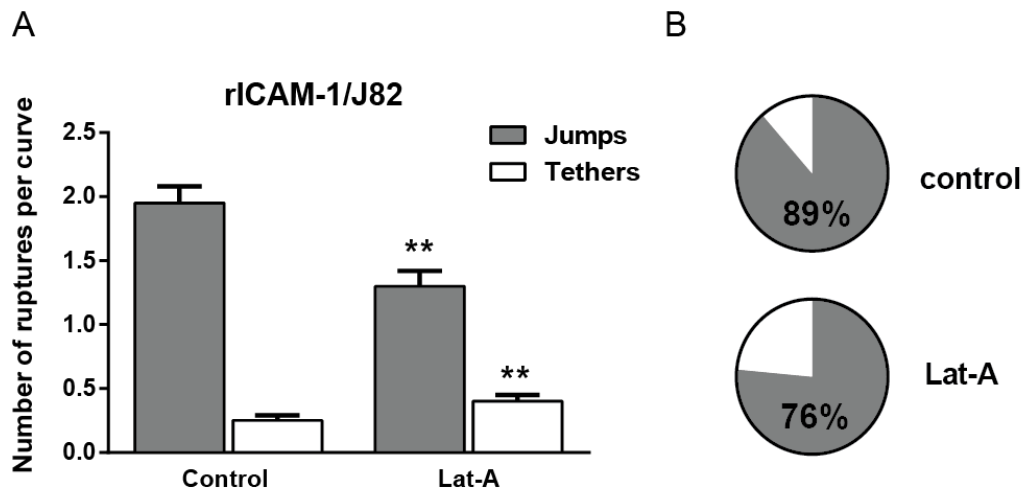 A
rICAM-1/J82
Number of ruptures per curve
2.5
2.0
1.5
1.0
0.5
0.0
Jumps
Tethers
**
**
Control
Lat-A
B
89%
control
76%
Lat-A